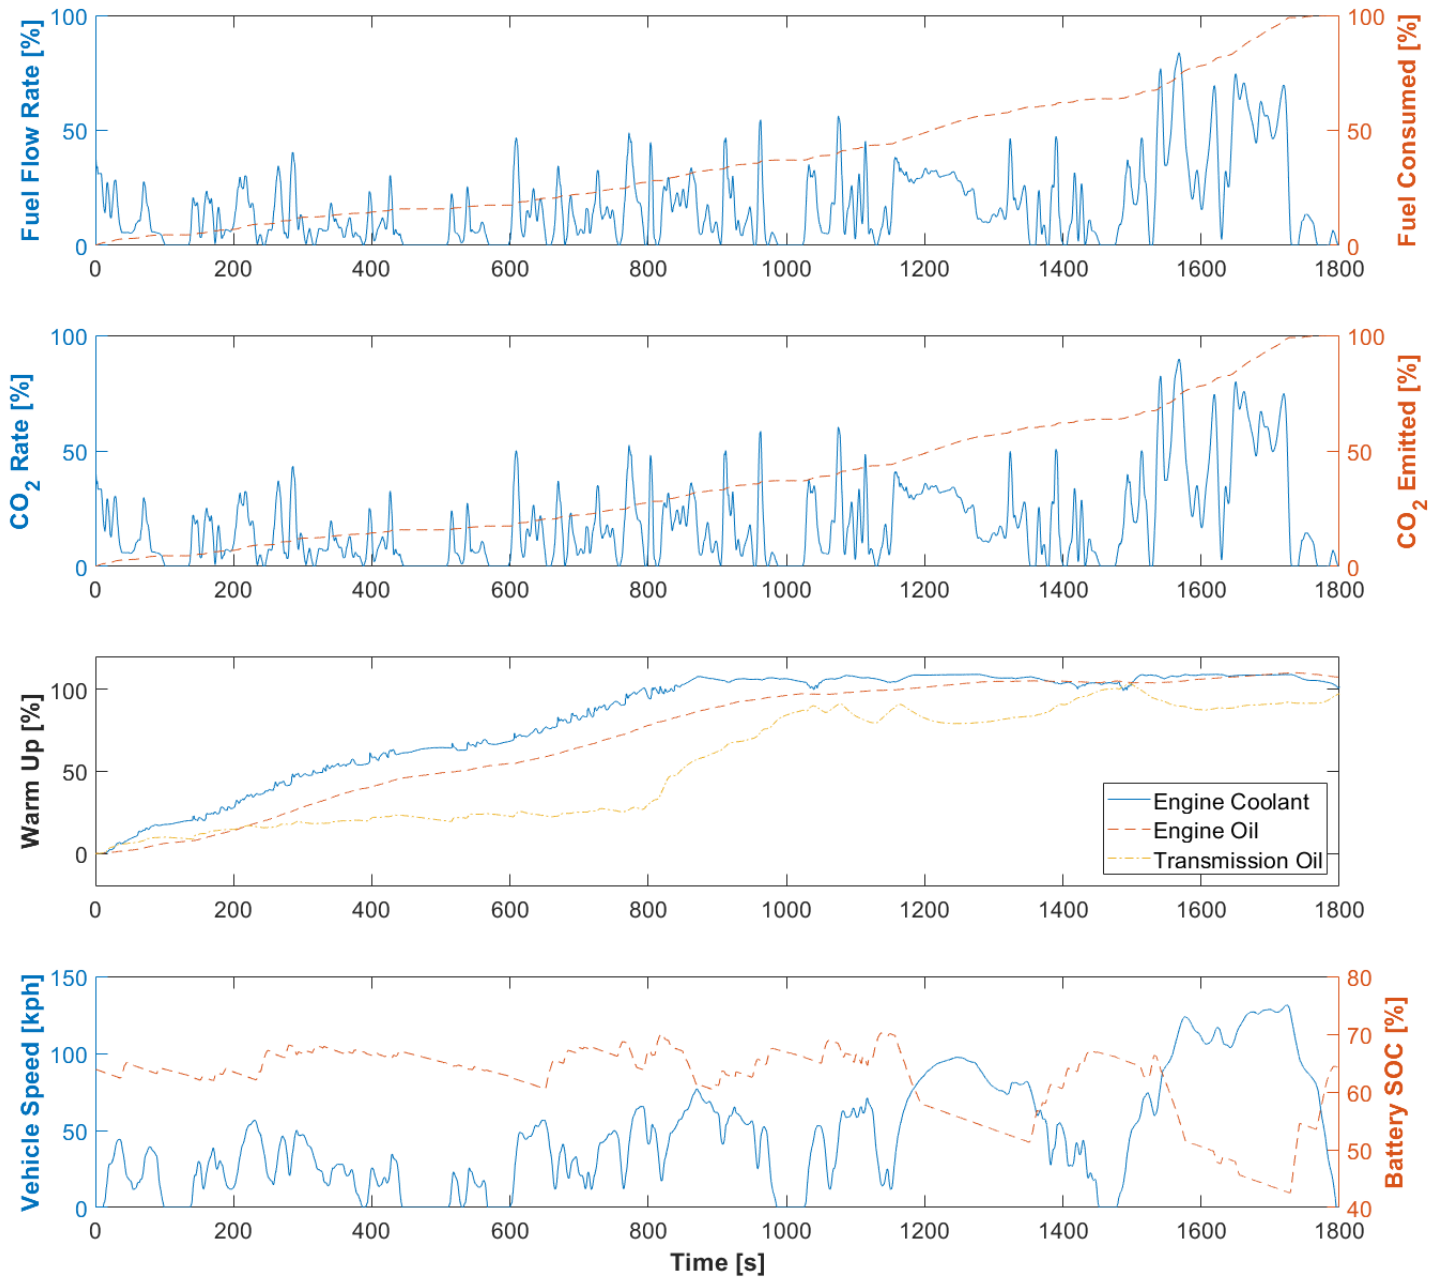 Fuel Flow Rate [%]
100
50
0
100
50
0
Fuel Consumed [%]
0 200 400 600 800 1000 1200 1400 1600 1800
CO2 Rate [%]
100
50
0
100
50
0
CO2 Emitted [%]
0 200 400 600 800 1000 1200 1400 1600 1800
Warm Up [%]
100
50
0
Engine Coolant
Engine Oil
Transmission Oil
0 200 400 600 800 1000 1200 1400 1600 1800
Vehicle Speed [kph]
150
100
50
0
80
70
60
50
40
Battery SOC [%]
0 200 400 600 800 1000 1200 1400 1600 1800
Time [s]